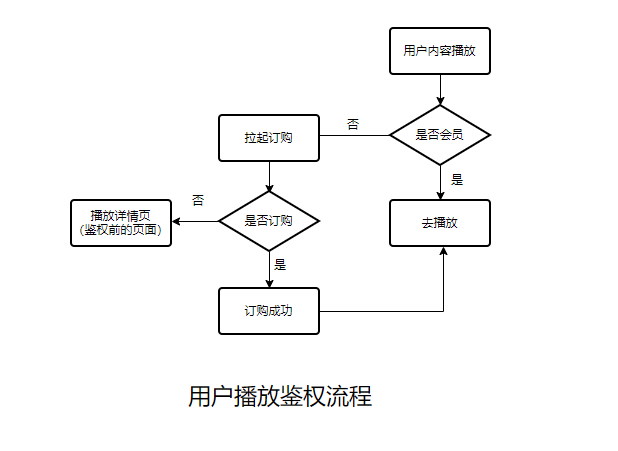 用户内容播放
是否会员
否
拉起订购
是
去播放
是否订购
否
播放详情页
（鉴权前的页面）
是
订购成功
用户播放鉴权流程